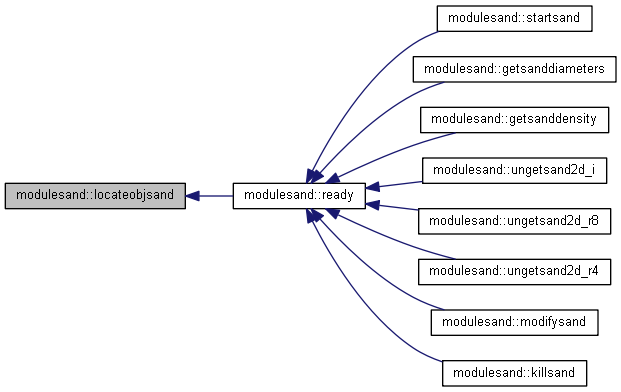 modulesand::startsand
modulesand::getsanddiameters
modulesand::getsanddensity
modulesand::ungetsand2d_i
modulesand::locateobjsand
modulesand::ready
modulesand::ungetsand2d_r8
modulesand::ungetsand2d_r4
modulesand::modifysand
modulesand::killsand